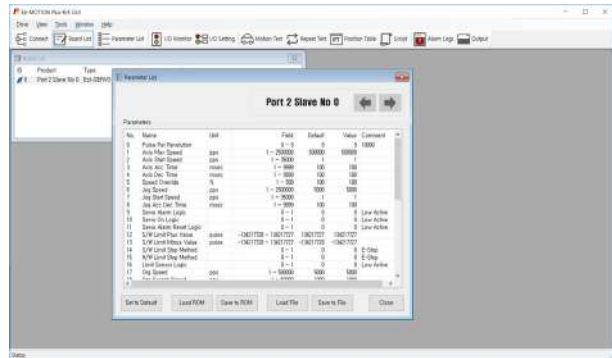 Drive View Tools Window Help
Connect Board List Parameter List I/O Monitor I/O Setting Motion Test Repeat Test Position Table Script Alarm Logs Output
Product Type
Port 2 Slave No 0
Parameter List
Port 2 Slave No 0
Parameters
No. Name Unit Field Default Value Comment
0 Pulse Per Revolution 0 ~ 9 9 9 10000
1 Axis Max Speed pps 1 ~ 2500000 500000 500000
2 Axis Start Speed pps 1 ~ 35000 1 1
3 Axis Acc Time msec 1 ~ 9999 100 100
4 Axis Dec Time msec 1 ~ 9999 100 100
5 Speed Override % 1 ~ 500 100 100
6 Jog Speed pps 1 ~ 2500000 5000 5000
7 Jog Start Speed pps 1 ~ 35000 1 1
8 Jog Acc Dec Time msec 1 ~ 9999 100 100
9 Servo Alarm Logic 0 ~ 1 0 0 Low Active
10 Servo On Logic 0 ~ 1 0 0 Low Active
11 Servo Alarm Reset Logic 0 ~ 1 0 0 Low Active
12 S/W Limit Plus Value pulse
13 S/W Limit Minus Value pulse
14 S/W Limit Stop Method 0 ~ 1 0 0 E-Stop
15 H/W Limit Stop Method 0 ~ 1 0 0 E-Stop
16 Limit Sensor Logic 0 ~ 1 0 0 Low Active
17 Org Speed pps 1 ~ 500000 5000 5000
Set to Default Load ROM Save to ROM Load File Save to File Close